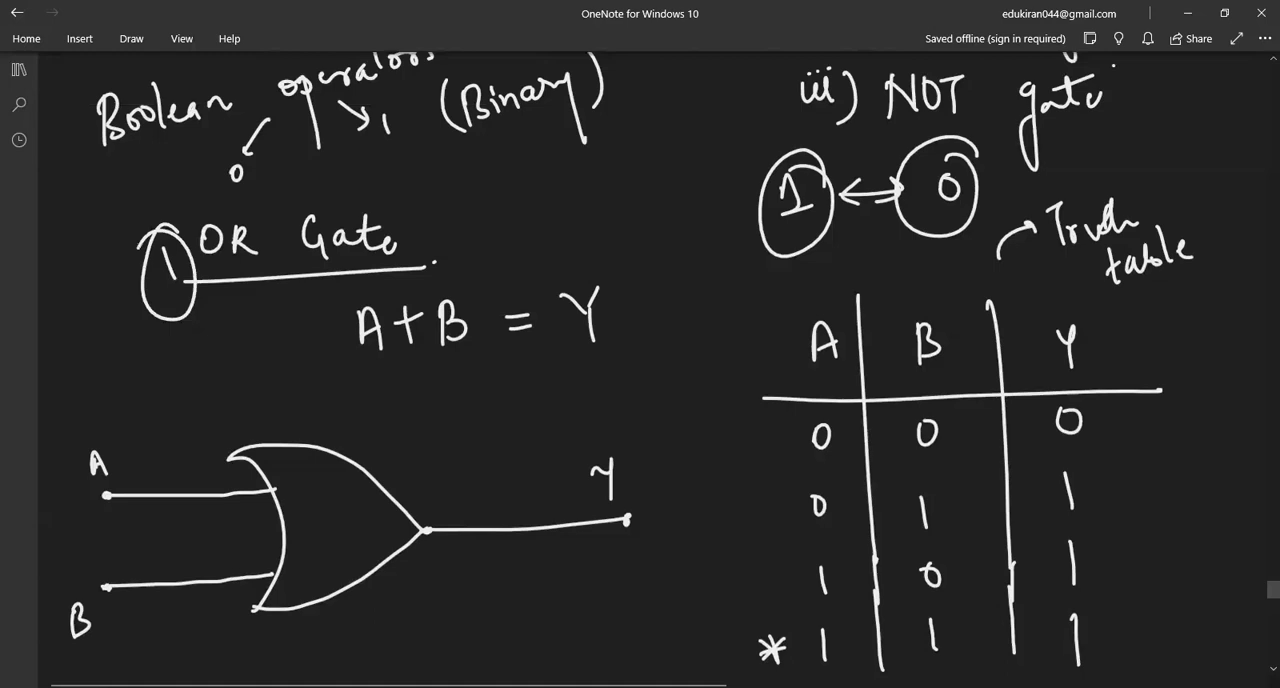 OneNote for Windows 10
edukiran044@gmail.com
Home Insert Draw View Help
Saved offline (sign in required)
Share
Boolean operators (Binary)
0 1
1 OR Gate
A+B = Y
A
B
Y
iii) NOT gate
1 ↔ 0
Truth
table
A B Y
0 0 0
0 1 1
1 0 1
* 1 1 1